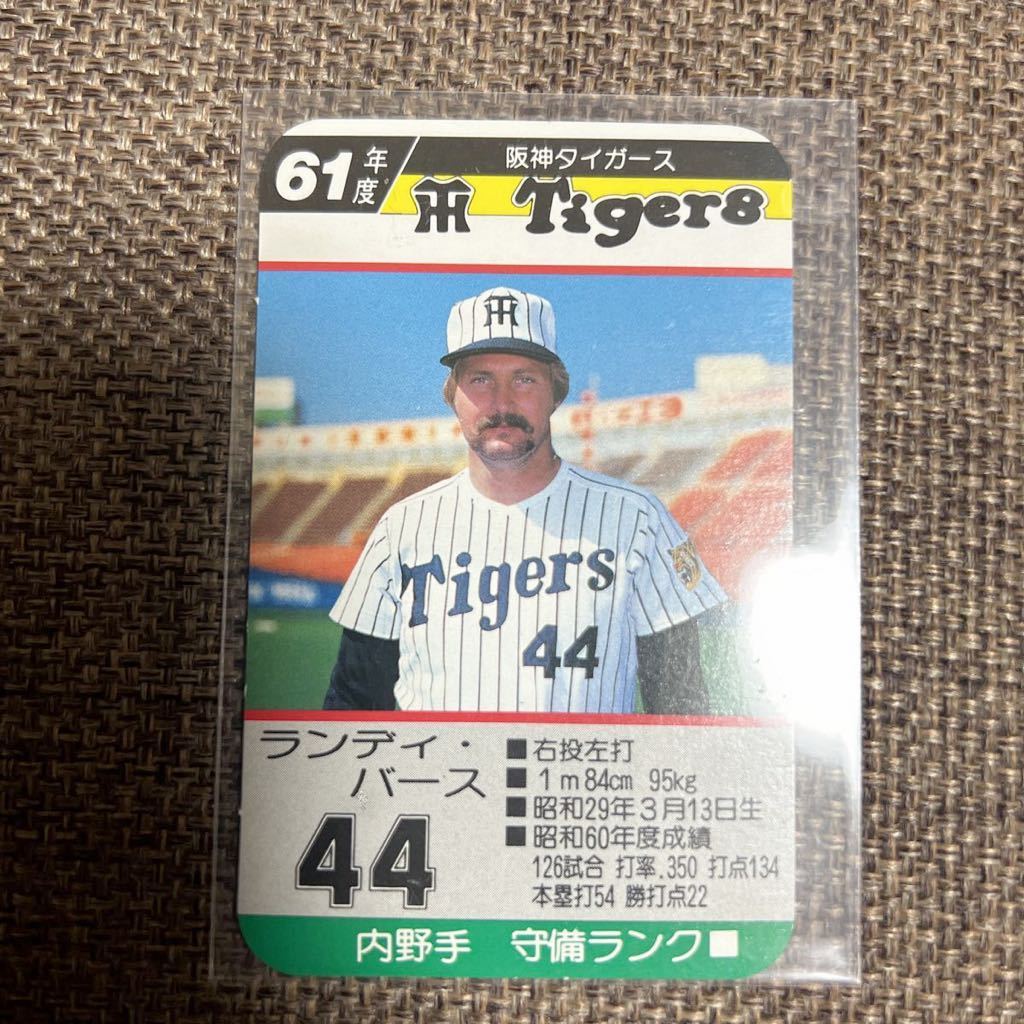 61年度
阪神タイガース
TH Tigers
TH
Tigers
44
ランディ・
バース
44
■右投左打
■1m84cm 95kg
■昭和29年3月13日生
■昭和60年度成績
126試合 打率.350 打点134
本塁打54 勝打点22
内野手 守備ランク■